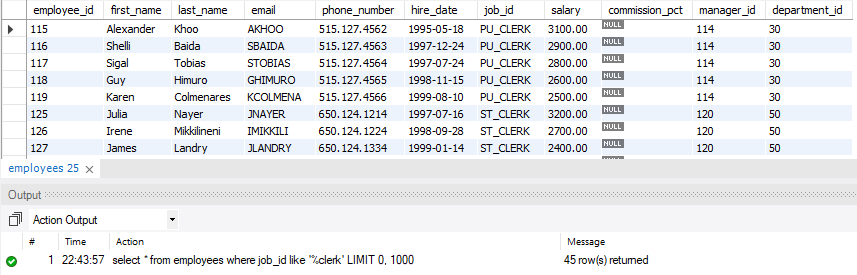 employee_id first_name last_name email phone_number hire_date job_id salary commission_pct manager_id department_id
115 Alexander Khoo AKHOO 515.127.4562 1995-05-18 PU_CLERK 3100.00 NULL 114 30
116 Shelli Baida SBAIDA 515.127.4563 1997-12-24 PU_CLERK 2900.00 NULL 114 30
117 Sigal Tobias STOBIAS 515.127.4564 1997-07-24 PU_CLERK 2800.00 NULL 114 30
118 Guy Himuro GHIMURO 515.127.4565 1998-11-15 PU_CLERK 2600.00 NULL 114 30
119 Karen Colmenares KCOLMENA 515.127.4566 1999-08-10 PU_CLERK 2500.00 NULL 114 30
125 Julia Nayer JNAYER 650.124.1214 1997-07-16 ST_CLERK 3200.00 NULL 120 50
126 Irene Mikkilineni IMIKKILI 650.124.1224 1998-09-28 ST_CLERK 2700.00 NULL 120 50
127 James Landry JLANDRY 650.124.1334 1999-01-14 ST_CLERK 2400.00 NULL 120 50
employees 25
Output
Action Output
# Time Action Message
1 22:43:57 select * from employees where job_id like '%clerk' LIMIT 0, 1000 45 row(s) returned